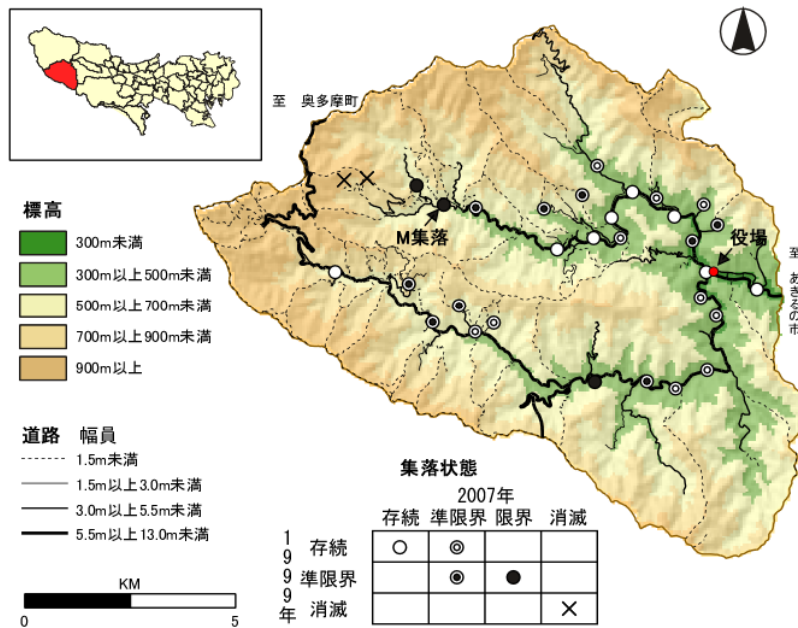 至 奥多摩町
標高
300m未満
300m以上500m未満
500m以上700m未満
700m以上900m未満
900m以上
M集落
役場
至 あきるの市
道路 幅員
1.5m未満
1.5m以上3.0m未満
3.0m以上5.5m未満
5.5m以上13.0m未満
KM
0 5
集落状態
2007年
存続 準限界 限界 消滅
1999年
存続
準限界
消滅